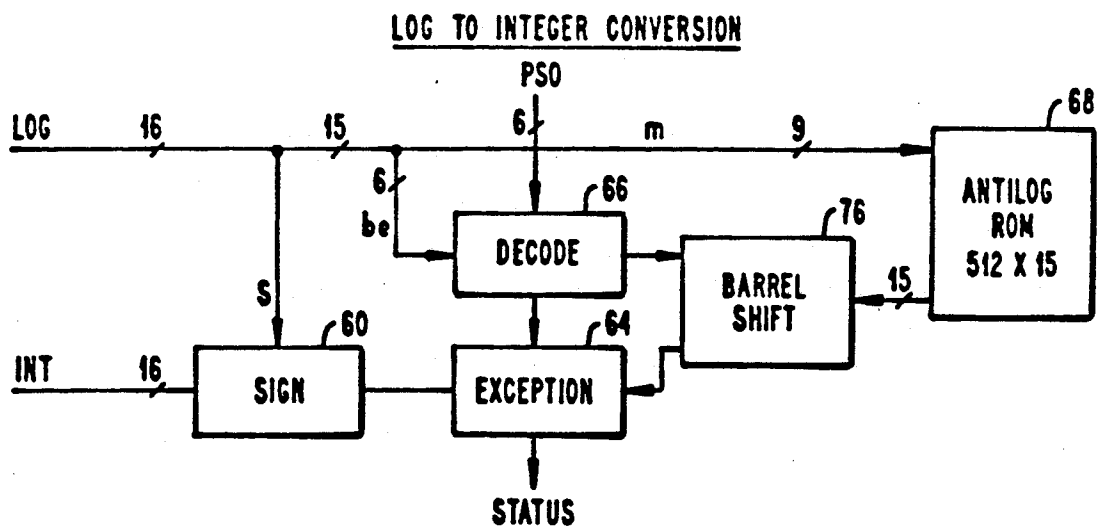 LOG TO INTEGER CONVERSION
PSO
LOG 16 15 6 m 9 68
6 66 ANTILOG
ROM
512 X 15
be DECODE 76
BARREL
SHIFT
15
S 60 64
INT 16 SIGN EXCEPTION
STATUS